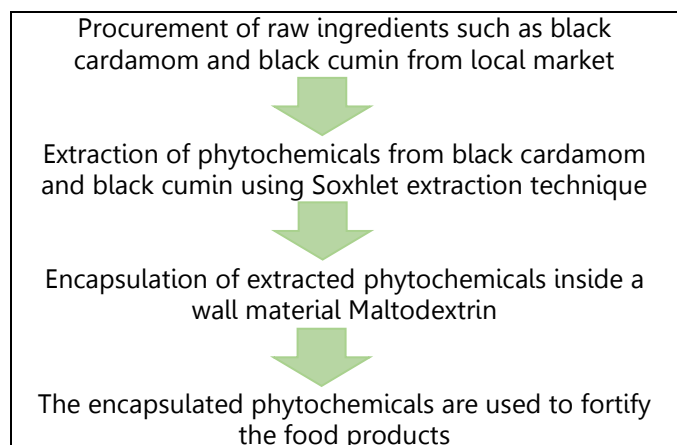 Procurement of raw ingredients such as black
cardamom and black cumin from local market
Extraction of phytochemicals from black cardamom
and black cumin using Soxhlet extraction technique
Encapsulation of extracted phytochemicals inside a
wall material Maltodextrin
The encapsulated phytochemicals are used to fortify
the food products